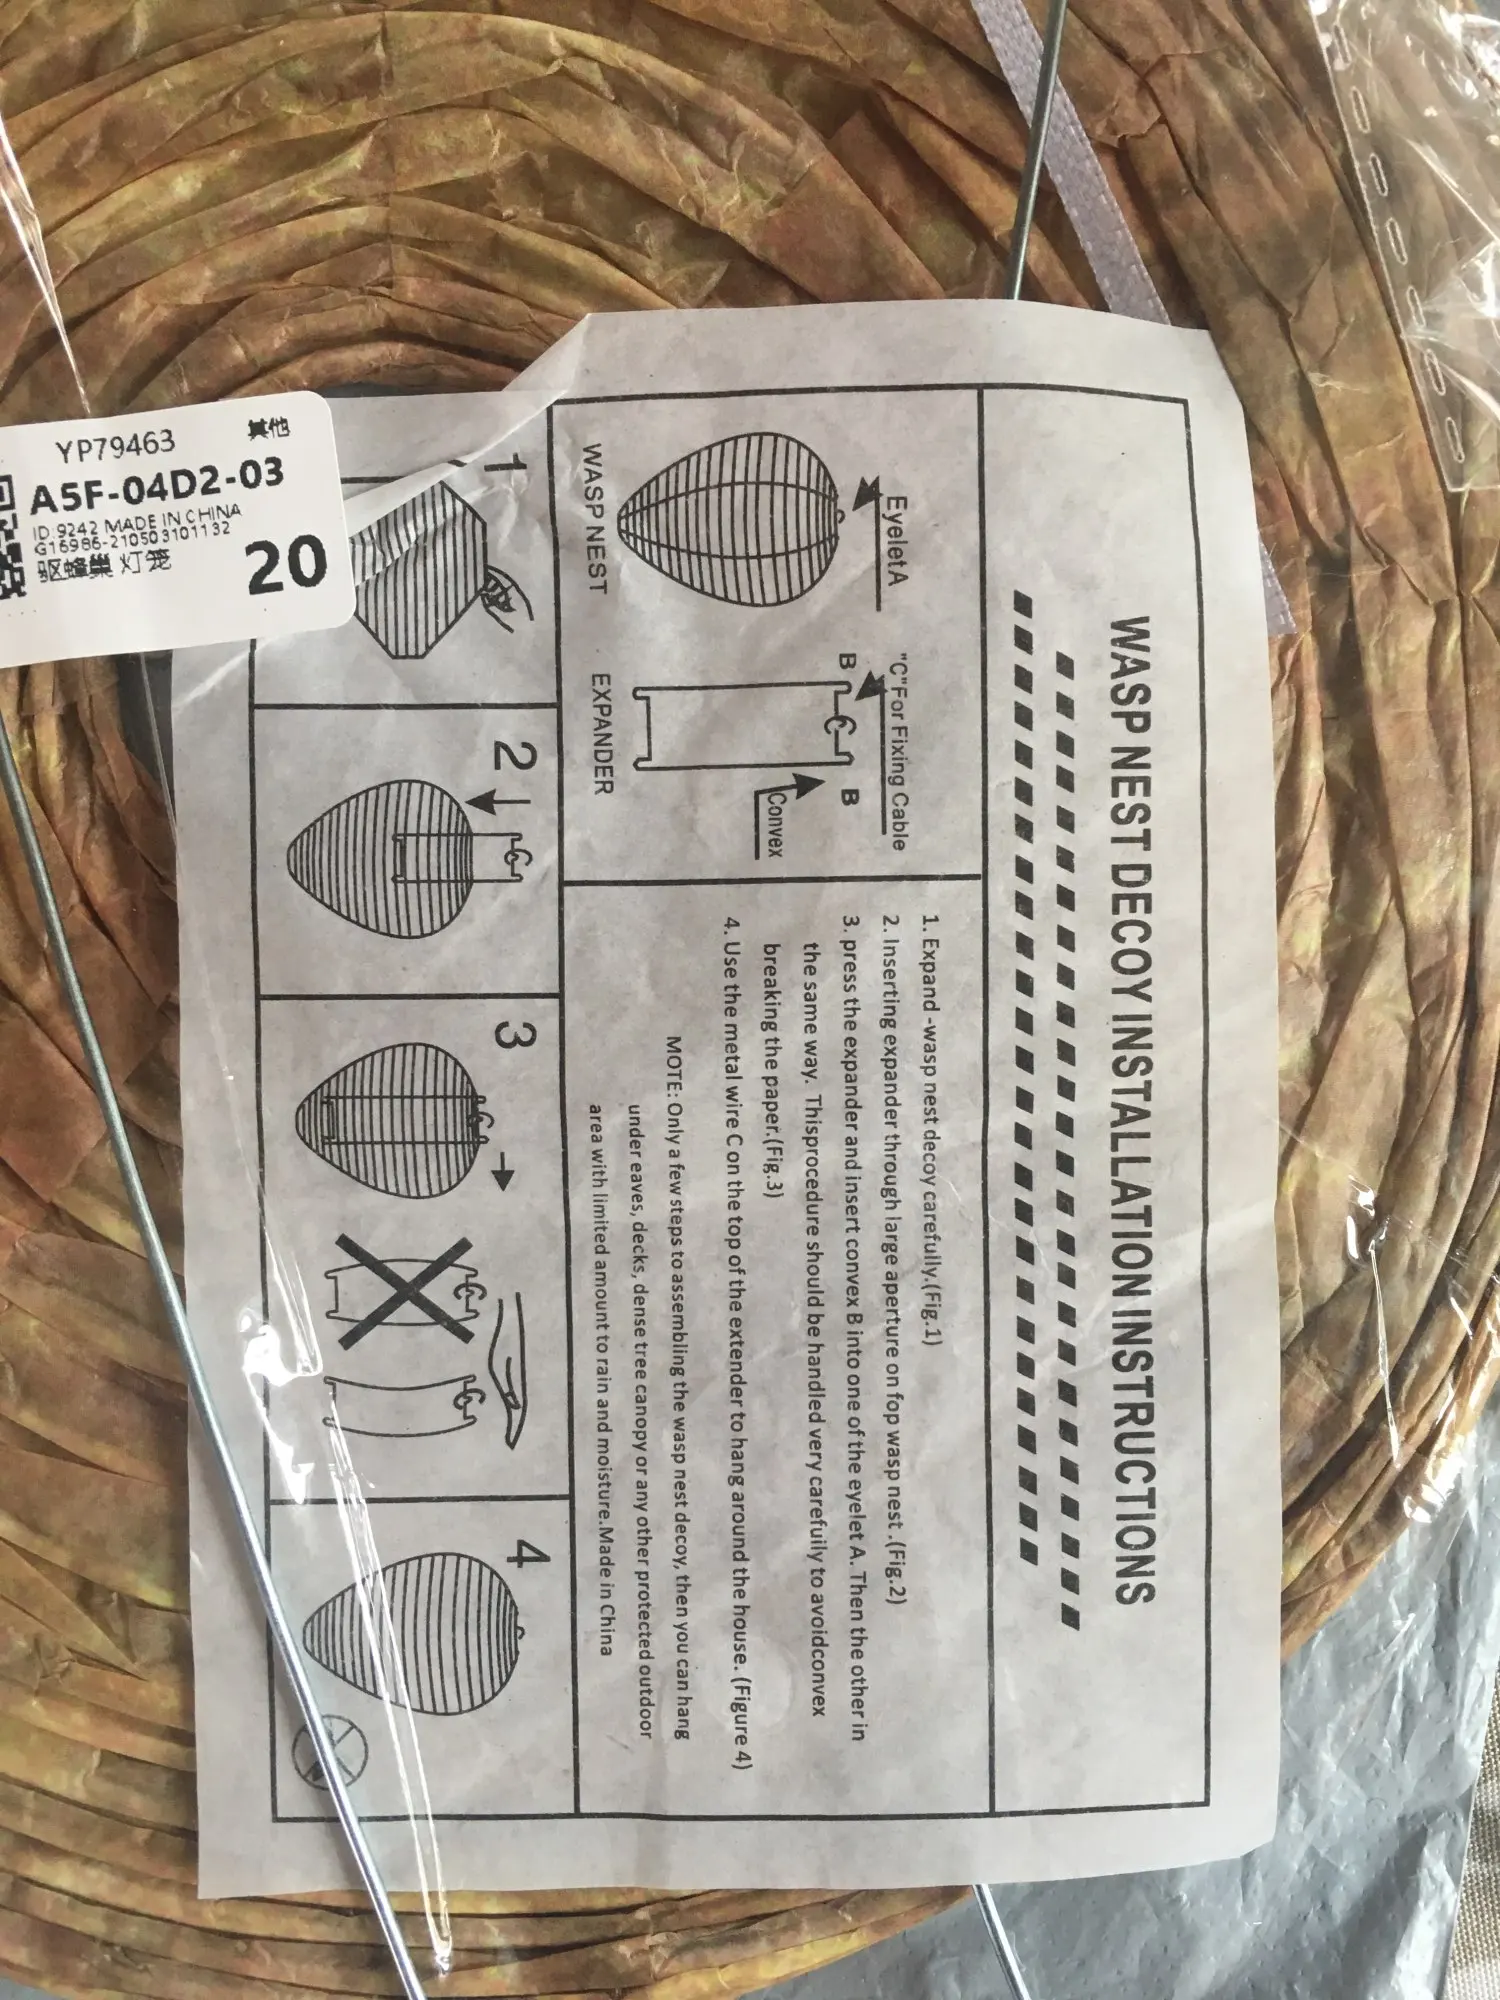 WASP NEST DECOY INSTALLATION INSTRUCTIONS
EyeletA
"C"For Fixing Cable
B
B
Convex
WASP NEST
EXPANDER
1. Expand -wasp nest decoy carefully.(Fig.1)
2. Inserting expander through large aperture on fop wasp nest .(Fig.2)
3. press the expander and insert convex B into one of the eyelet A. Then the other in
the same way. Thisprocedure should be handled very carefuily to avoidconvex
breaking the paper.(Fig.3)
4. Use the metal wire C on the top of the extender to hang around the house. (Figure 4)
MOTE: Only a few steps to assembling the wasp nest decoy, then you can hang
under eaves, decks, dense tree canopy or any other protected outdoor
area with limited amount to rain and moisture.Made in China
1
2
3
4
YP79463
其他
A5F-04D2-03
ID:9242 MADE IN CHINA
G16986-210503101132
驱蜂巢 灯笼
20